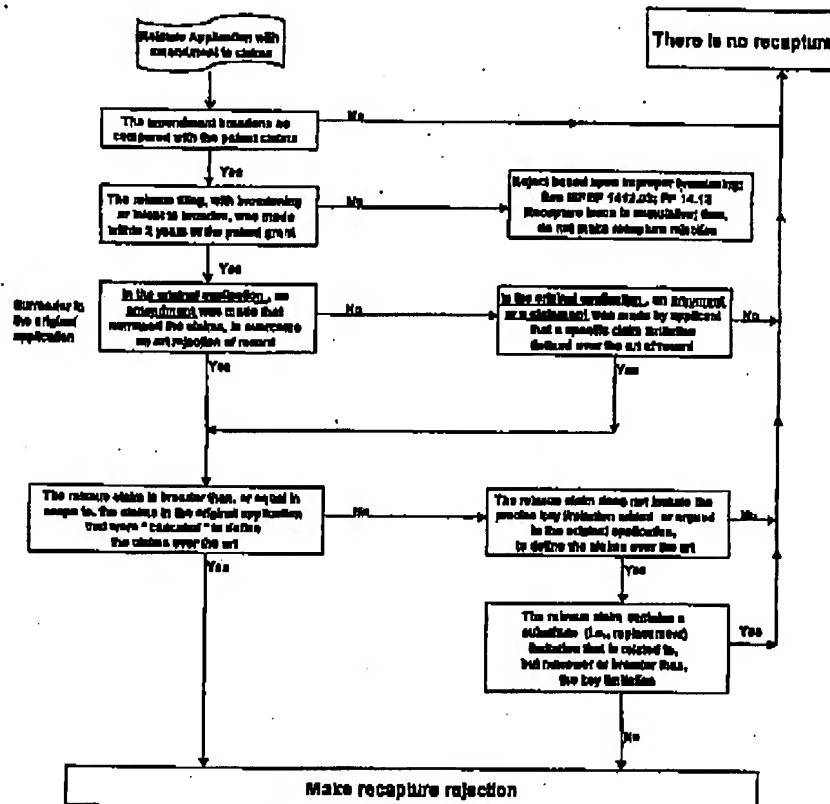 Reissue Application with
amendment to claims
There is no recapture
The amendment broadens as
compared with the patent claims
No
Yes
The reissue filing, with broadening
or intent to broaden, was made
within 2 years of the patent grant
No
Reject based upon improper broadening;
See MPEP 1412.03; FP 14.13
Recapture issue is cumulative; thus,
do not make recapture rejection
Yes
Surrender in
the original
application
In the original application, an
amendment was made that
narrowed the claims, to overcome
an art rejection of record
No
In the original application, an argument
or a statement was made by applicant
that a specific claim limitation
defined over the art of record
No
Yes
Yes
The reissue claim is broader than, or equal in
scope to, the claims in the original application
that were
to define
the claims over the art
No
The reissue claim does not include the
precise key limitation added or argued
in the original application,
to define the claims over the art
No
Yes
Yes
The reissue claim contains a
substitute (i.e., replacement)
limitation that is related to,
but narrower or broader than,
the key limitation
Yes
No
Make recapture rejection